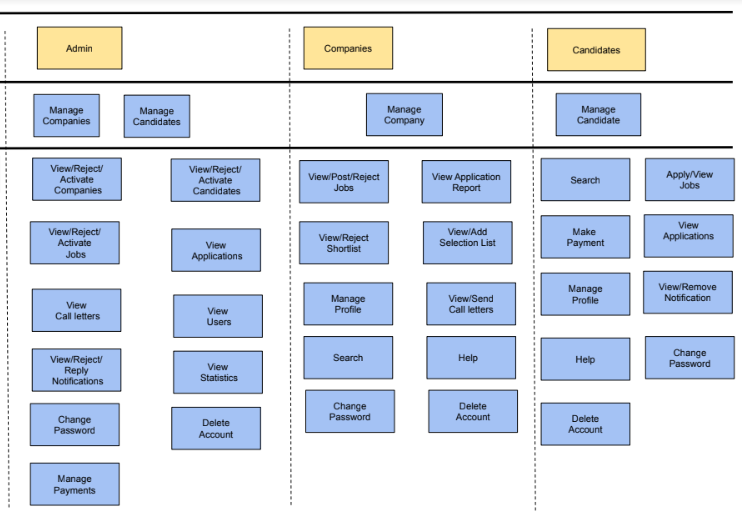 Admin
Companies
Candidates
Manage
Companies
Manage
Candidates
Manage
Company
Manage
Candidate
View/Reject/
Activate
Companies
View/Reject/
Activate
Candidates
View/Post/Reject
Jobs
View Application
Report
Search
Apply/View
Jobs
View/Reject/
Activate
Jobs
View
Applications
View/Reject
Shortlist
View/Add
Selection List
Make
Payment
View
Applications
View
Call letters
View
Users
Manage
Profile
View/Send
Call letters
Manage
Profile
View/Remove
Notification
View/Reject/
Reply
Notifications
View
Statistics
Search
Help
Help
Change
Password
Change
Password
Delete
Account
Change
Password
Delete
Account
Delete
Account
Manage
Payments